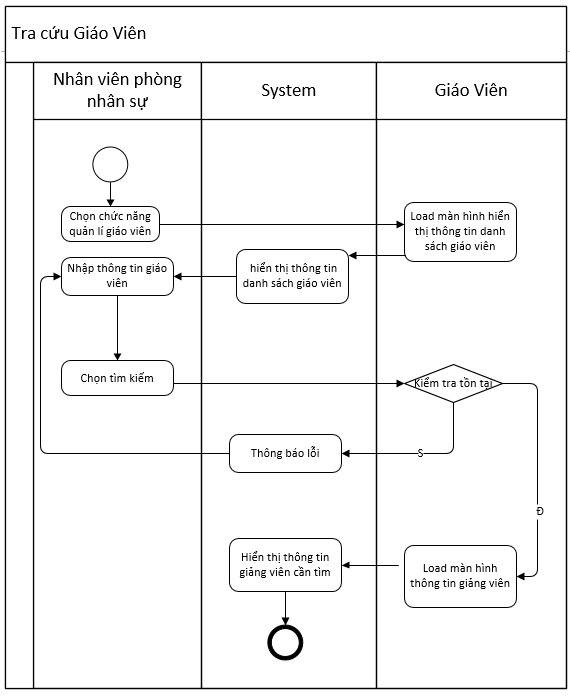 Tra cứu Giáo Viên
Nhân viên phòng
nhân sự
System
Giáo Viên
Chọn chức năng
quản lí giáo viên
Load màn hình hiển
thị thông tin danh
sách giáo viên
hiển thị thông tin
danh sách giáo viên
Nhập thông tin giáo
viên
Chọn tìm kiếm
Kiểm tra tồn tại
Thông báo lỗi
S
Đ
Hiển thị thông tin
giảng viên cần tìm
Load màn hình
thông tin giảng viên